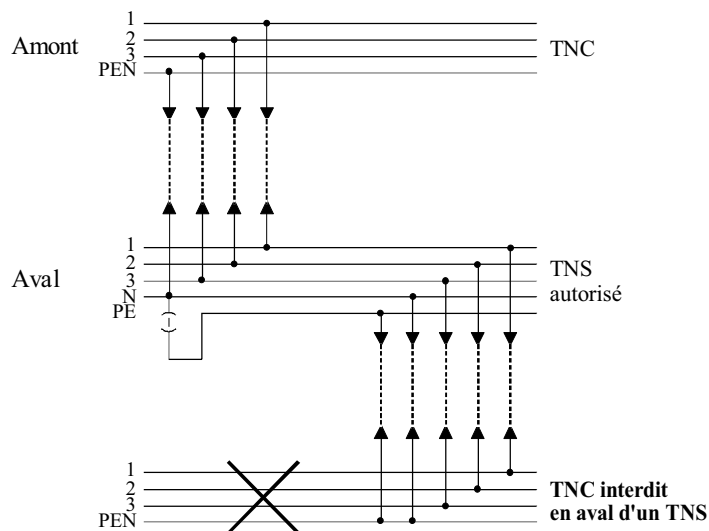 1
Amont
2
TNC
3
PEN
1
Aval
2
TNS
3
autorisé
N
PE
1
2
TNC interdit
3
en aval d'un TNS
PEN